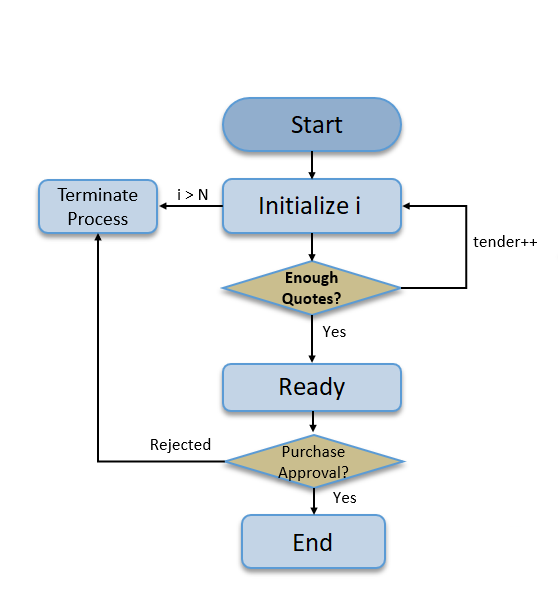 Start
Terminate
Process
i > N
Initialize i
tender++
Enough
Quotes?
Yes
Ready
Rejected
Purchase
Approval?
Yes
End